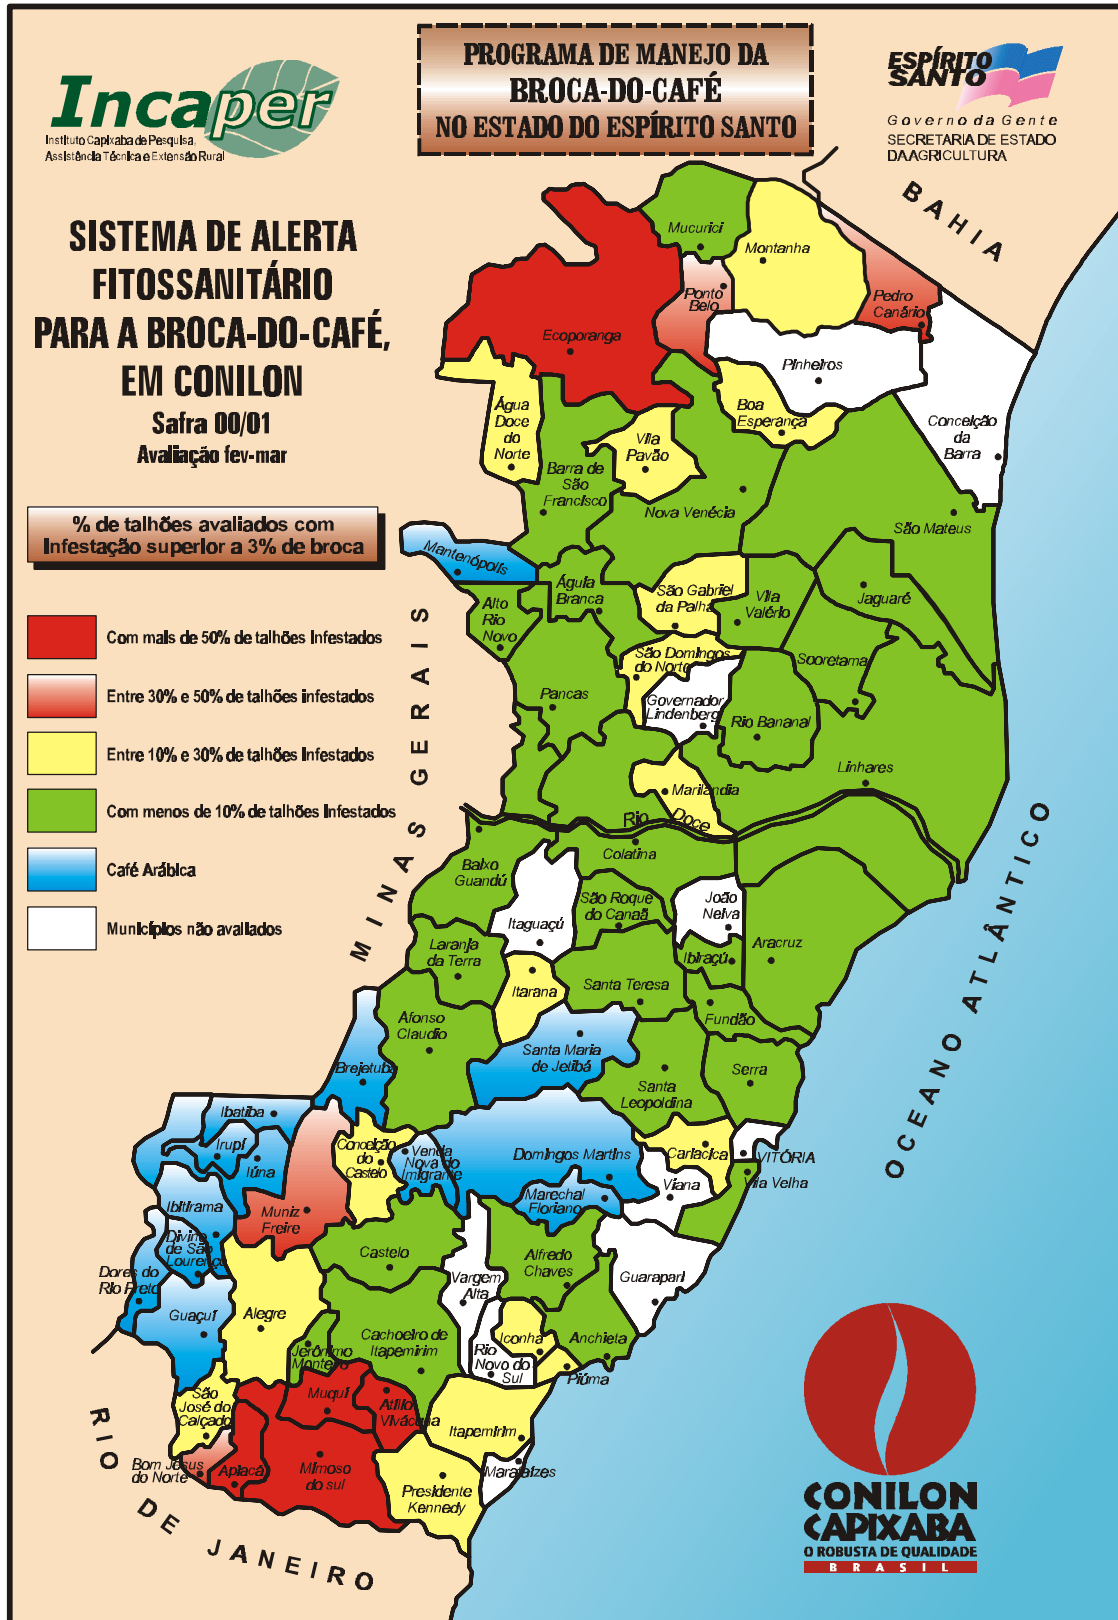 Incaper
Instituto Capixaba de Pesquisa,
Assistência Técnica e Extensão Rural
PROGRAMA DE MANEJO DA
BROCA-DO-CAFÉ
NO ESTADO DO ESPÍRITO SANTO
ESPÍRITO
SANTO
Governo da Gente
SECRETARIA DE ESTADO
DA AGRICULTURA
SISTEMA DE ALERTA
FITOSSANITÁRIO
PARA A BROCA-DO-CAFÉ,
EM CONILON
Safra 00/01
Avaliação fev-mar
% de talhões avaliados com
Infestação superior a 3% de broca
Com mais de 50% de talhões Infestados
Entre 30% e 50% de talhões infestados
Entre 10% e 30% de talhões Infestados
Com menos de 10% de talhões Infestados
Café Arábica
Municípios não avaliados
BAHIA
MINAS GERAIS
OCEANO ATLÂNTICO
RIO DE JANEIRO
Mucurici
Montanha
Ponto
Belo
Pedro
Canário
Ecoporanga
Pinheiros
Água
Doce
do
Norte
Vila
Pavão
Boa
Esperança
Conceição
da
Barra
Barra de
São
Francisco
Nova Venécia
São Mateus
Mantenópolis
Águia
Branca
São Gabriel
da Palha
Vila
Valério
Jaguaré
Alto
Rio
Novo
São Domingos
do Norte
Sooretama
Pancas
Governador
Lindenberg
Rio Bananal
Linhares
Marilândia
Rio Doce
Colatina
Baixo
Guandú
Itaguaçú
São Roque
do Canaã
João
Neiva
Laranja
da Terra
Ibiraçú
Aracruz
Itarana
Santa Teresa
Afonso
Claudio
Fundão
Santa Maria
de Jetibá
Brejetuba
Santa
Leopoldina
Serra
Ibatiba
Irupí
Iúna
Conceição
do
Castelo
Venda
Nova do
Imigrante
Domingos Martins
Cariacica
VITÓRIA
Vila Velha
Viana
Marechal
Floriano
Ibitirama
Muniz
Freire
Divino
de São
Lourenço
Castelo
Alfredo
Chaves
Guarapari
Dores do
Rio Preto
Vargem
Alta
Guaçuí
Alegre
Cachoeiro de
Itapemirim
Iconha
Anchieta
Jerônimo
Monteiro
Rio
Novo do
Sul
Piúma
São
José do
Calçado
Muquí
Atílio
Vivácqua
Itapemirim
Bom Jesus
do Norte
Apiacá
Mimoso
do sul
Marataízes
Presidente
Kennedy
CONILON
CAPIXABA
O ROBUSTA DE QUALIDADE
BRASIL